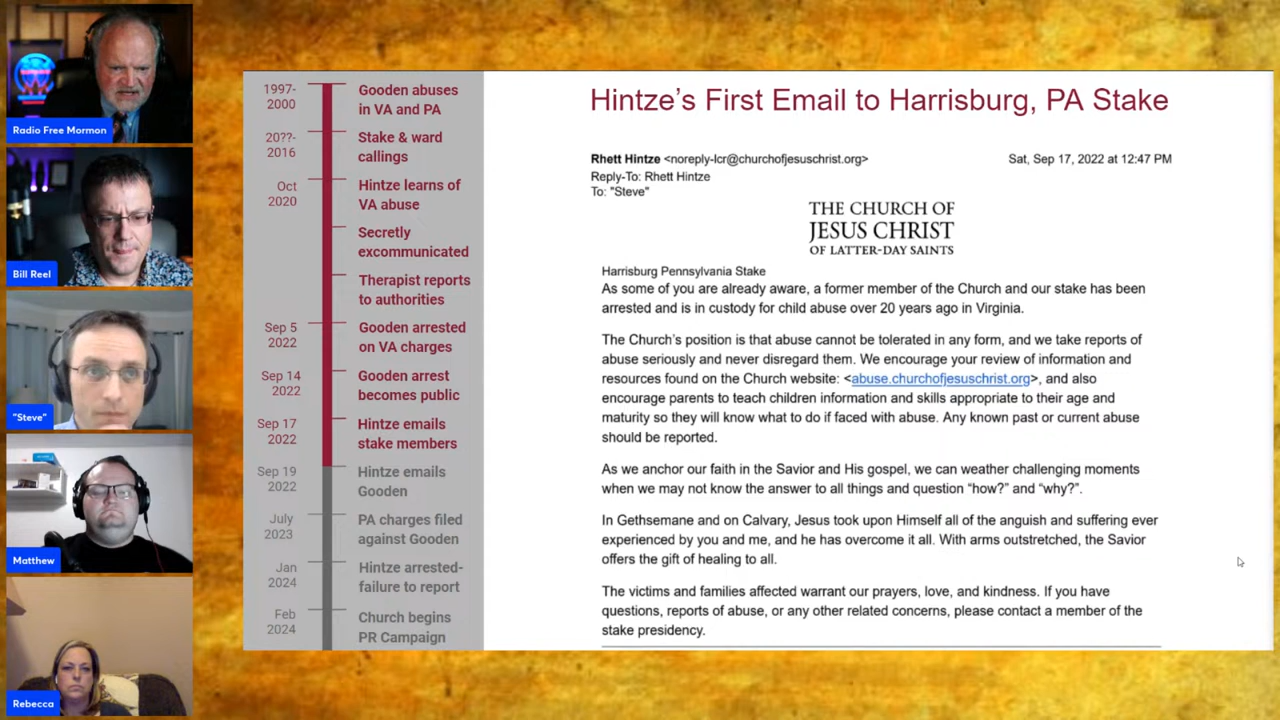 Radio Free Mormon
Bill Reel
"Steve"
Matthew
Rebecca
1997-
2000
Gooden abuses
in VA and PA
20??-
2016
Stake & ward
callings
Oct
2020
Hintze learns of
VA abuse
Secretly
excommunicated
Therapist reports
to authorities
Sep 5
2022
Gooden arrested
on VA charges
Sep 14
2022
Gooden arrest
becomes public
Sep 17
2022
Hintze emails
stake members
Sep 19
2022
Hintze emails
Gooden
July
2023
PA charges filed
against Gooden
Jan
2024
Hintze arrested-
failure to report
Feb
2024
Church begins
PR Campaign
Hintze's First Email to Harrisburg, PA Stake
Rhett Hintze <noreply-lcr@churchofjesuschrist.org>
Sat, Sep 17, 2022 at 12:47 PM
Reply-To: Rhett Hintze
To: "Steve"
THE CHURCH OF
JESUS CHRIST
OF LATTER-DAY SAINTS
Harrisburg Pennsylvania Stake
As some of you are already aware, a former member of the Church and our stake has been
arrested and is in custody for child abuse over 20 years ago in Virginia.
The Church's position is that abuse cannot be tolerated in any form, and we take reports of
abuse seriously and never disregard them. We encourage your review of information and
resources found on the Church website: <abuse.churchofjesuschrist.org>, and also
encourage parents to teach children information and skills appropriate to their age and
maturity so they will know what to do if faced with abuse. Any known past or current abuse
should be reported.
As we anchor our faith in the Savior and His gospel, we can weather challenging moments
when we may not know the answer to all things and question "how?" and "why?".
In Gethsemane and on Calvary, Jesus took upon Himself all of the anguish and suffering ever
experienced by you and me, and he has overcome it all. With arms outstretched, the Savior
offers the gift of healing to all.
The victims and families affected warrant our prayers, love, and kindness. If you have
questions, reports of abuse, or any other related concerns, please contact a member of the
stake presidency.